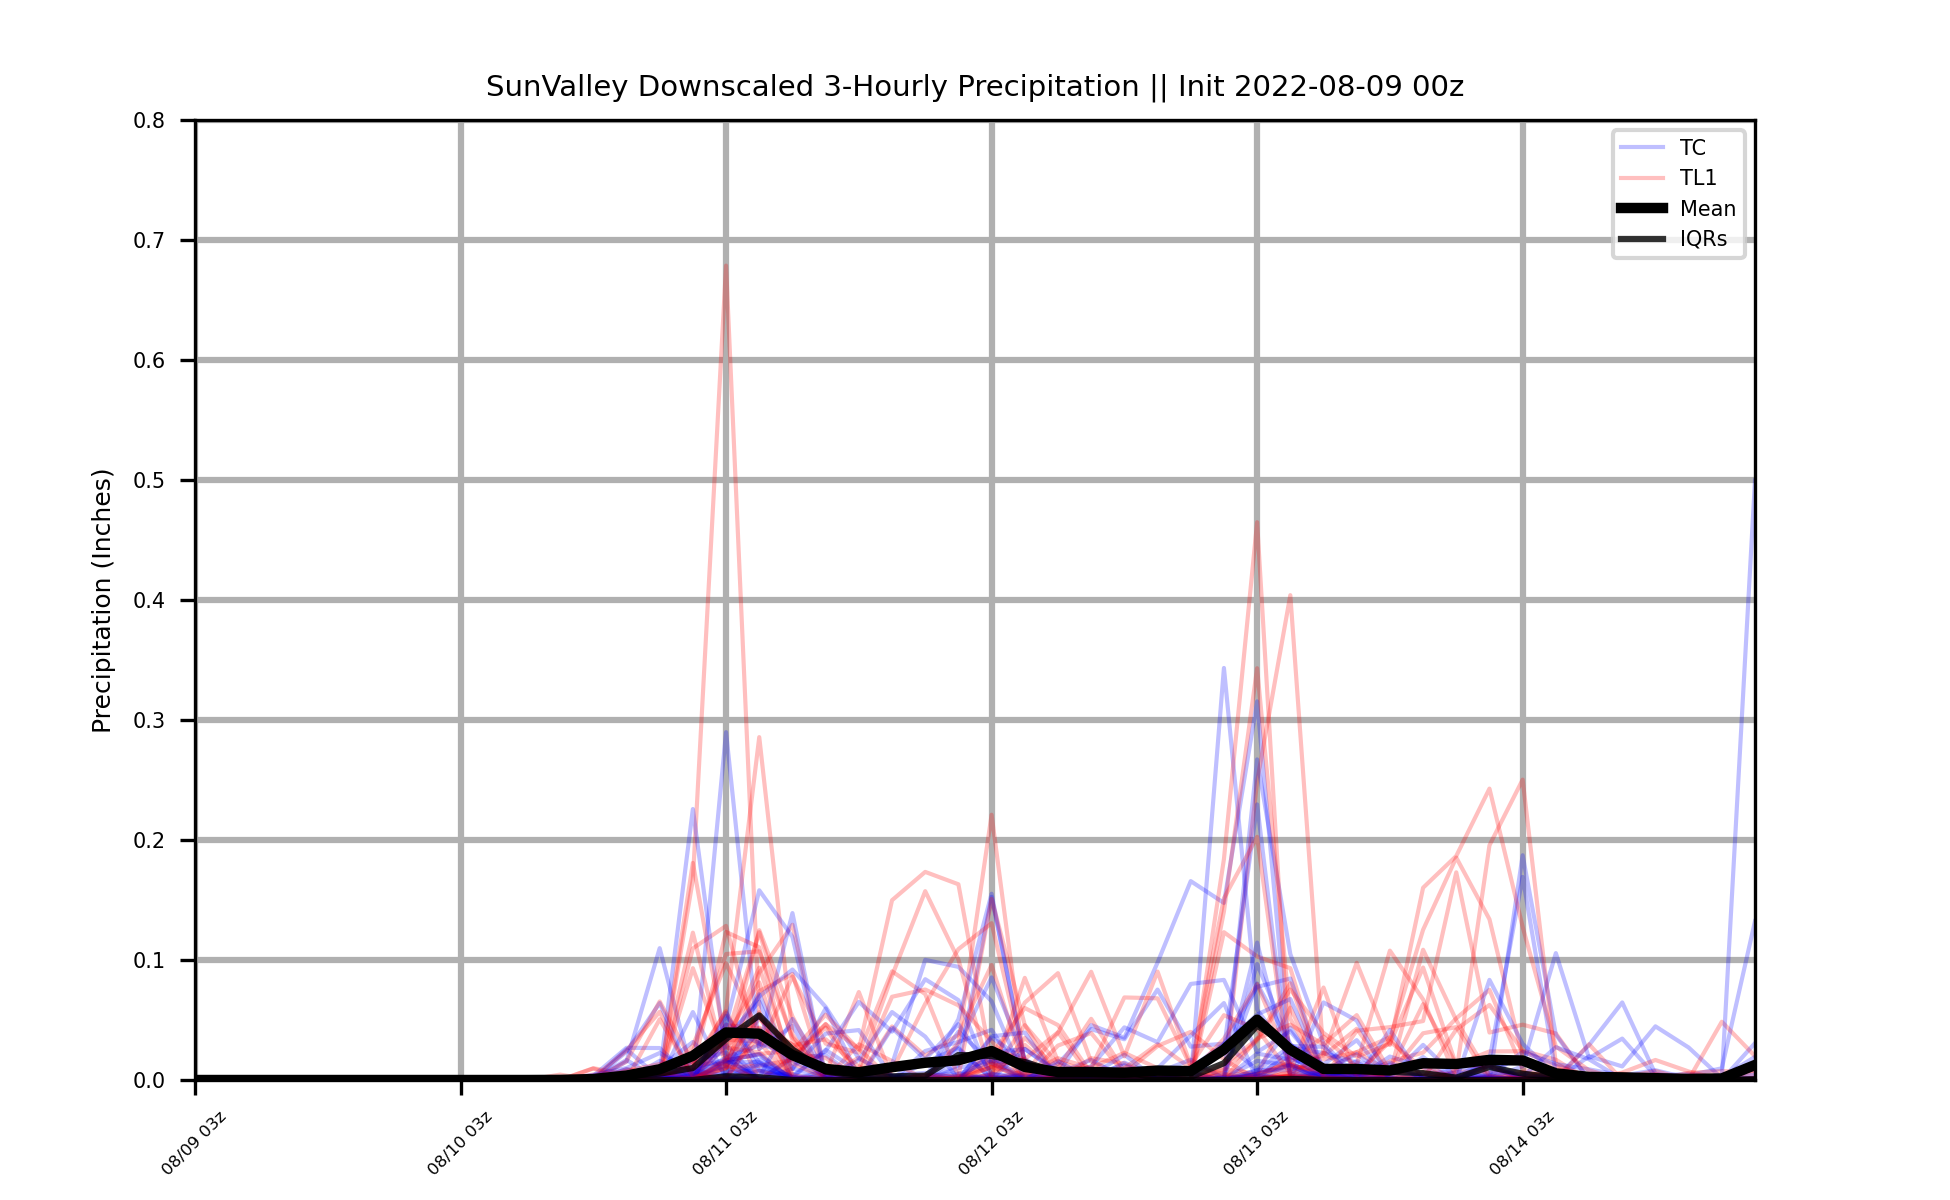 SunValley Downscaled 3-Hourly Precipitation || Init 2022-08-09 00z
Precipitation (Inches)
0.8
0.7
0.6
0.5
0.4
0.3
0.2
0.1
0.0
TC
TL1
Mean
IQRs
08/09 03z
08/10 03z
08/11 03z
08/12 03z
08/13 03z
08/14 03z